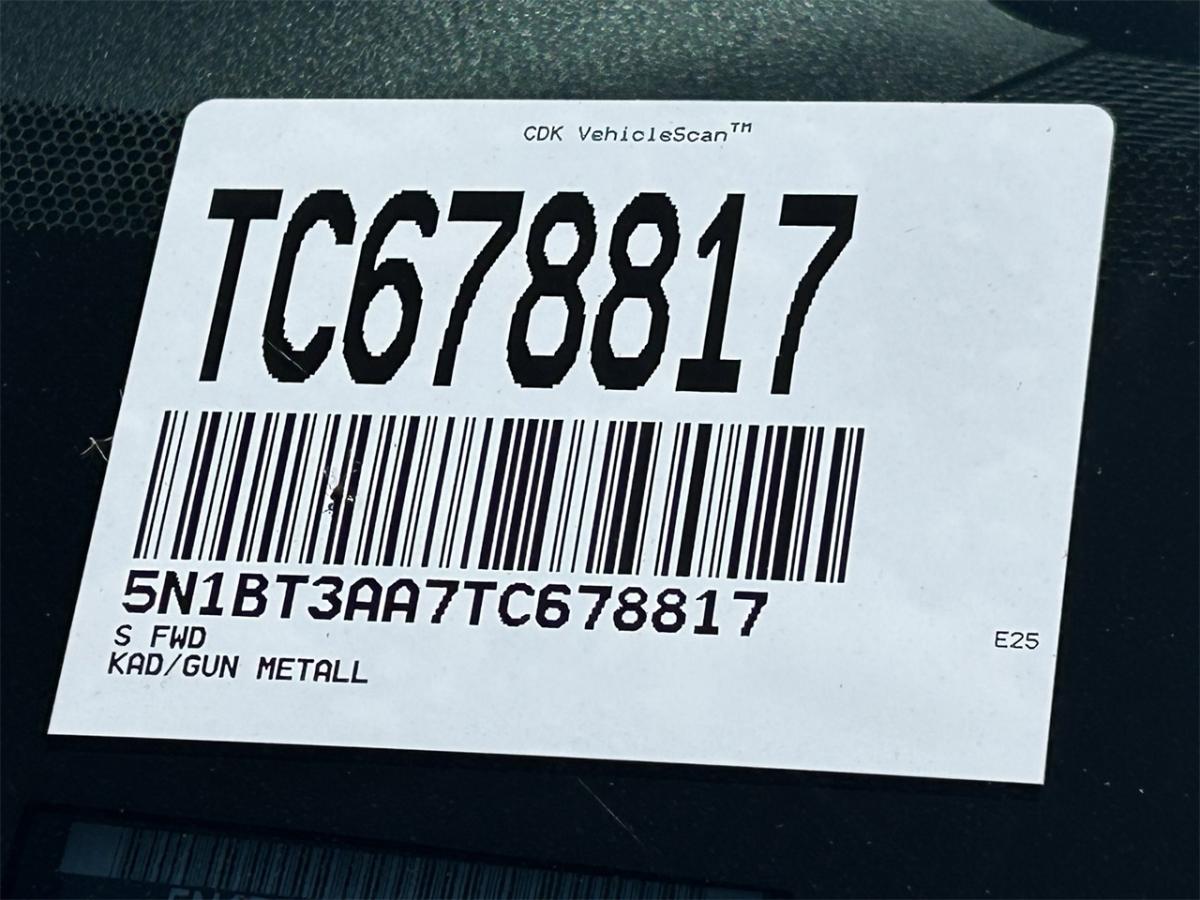 CDK VehicleScan™
TC678817
5N1BT3AA7TC678817
S FWD
KAD/GUN METALL
E25